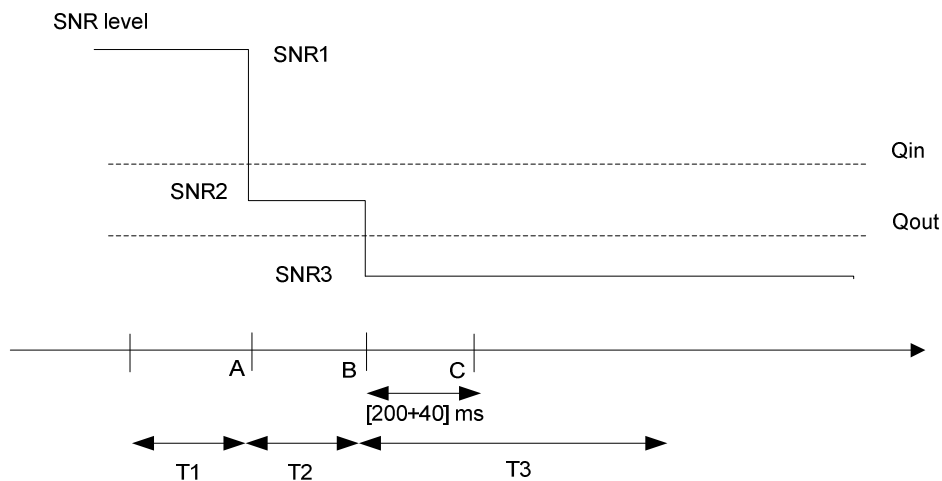 SNR level
SNR1
Qin
SNR2
Qout
SNR3
A
B
C
[200+40] ms
T1
T2
T3